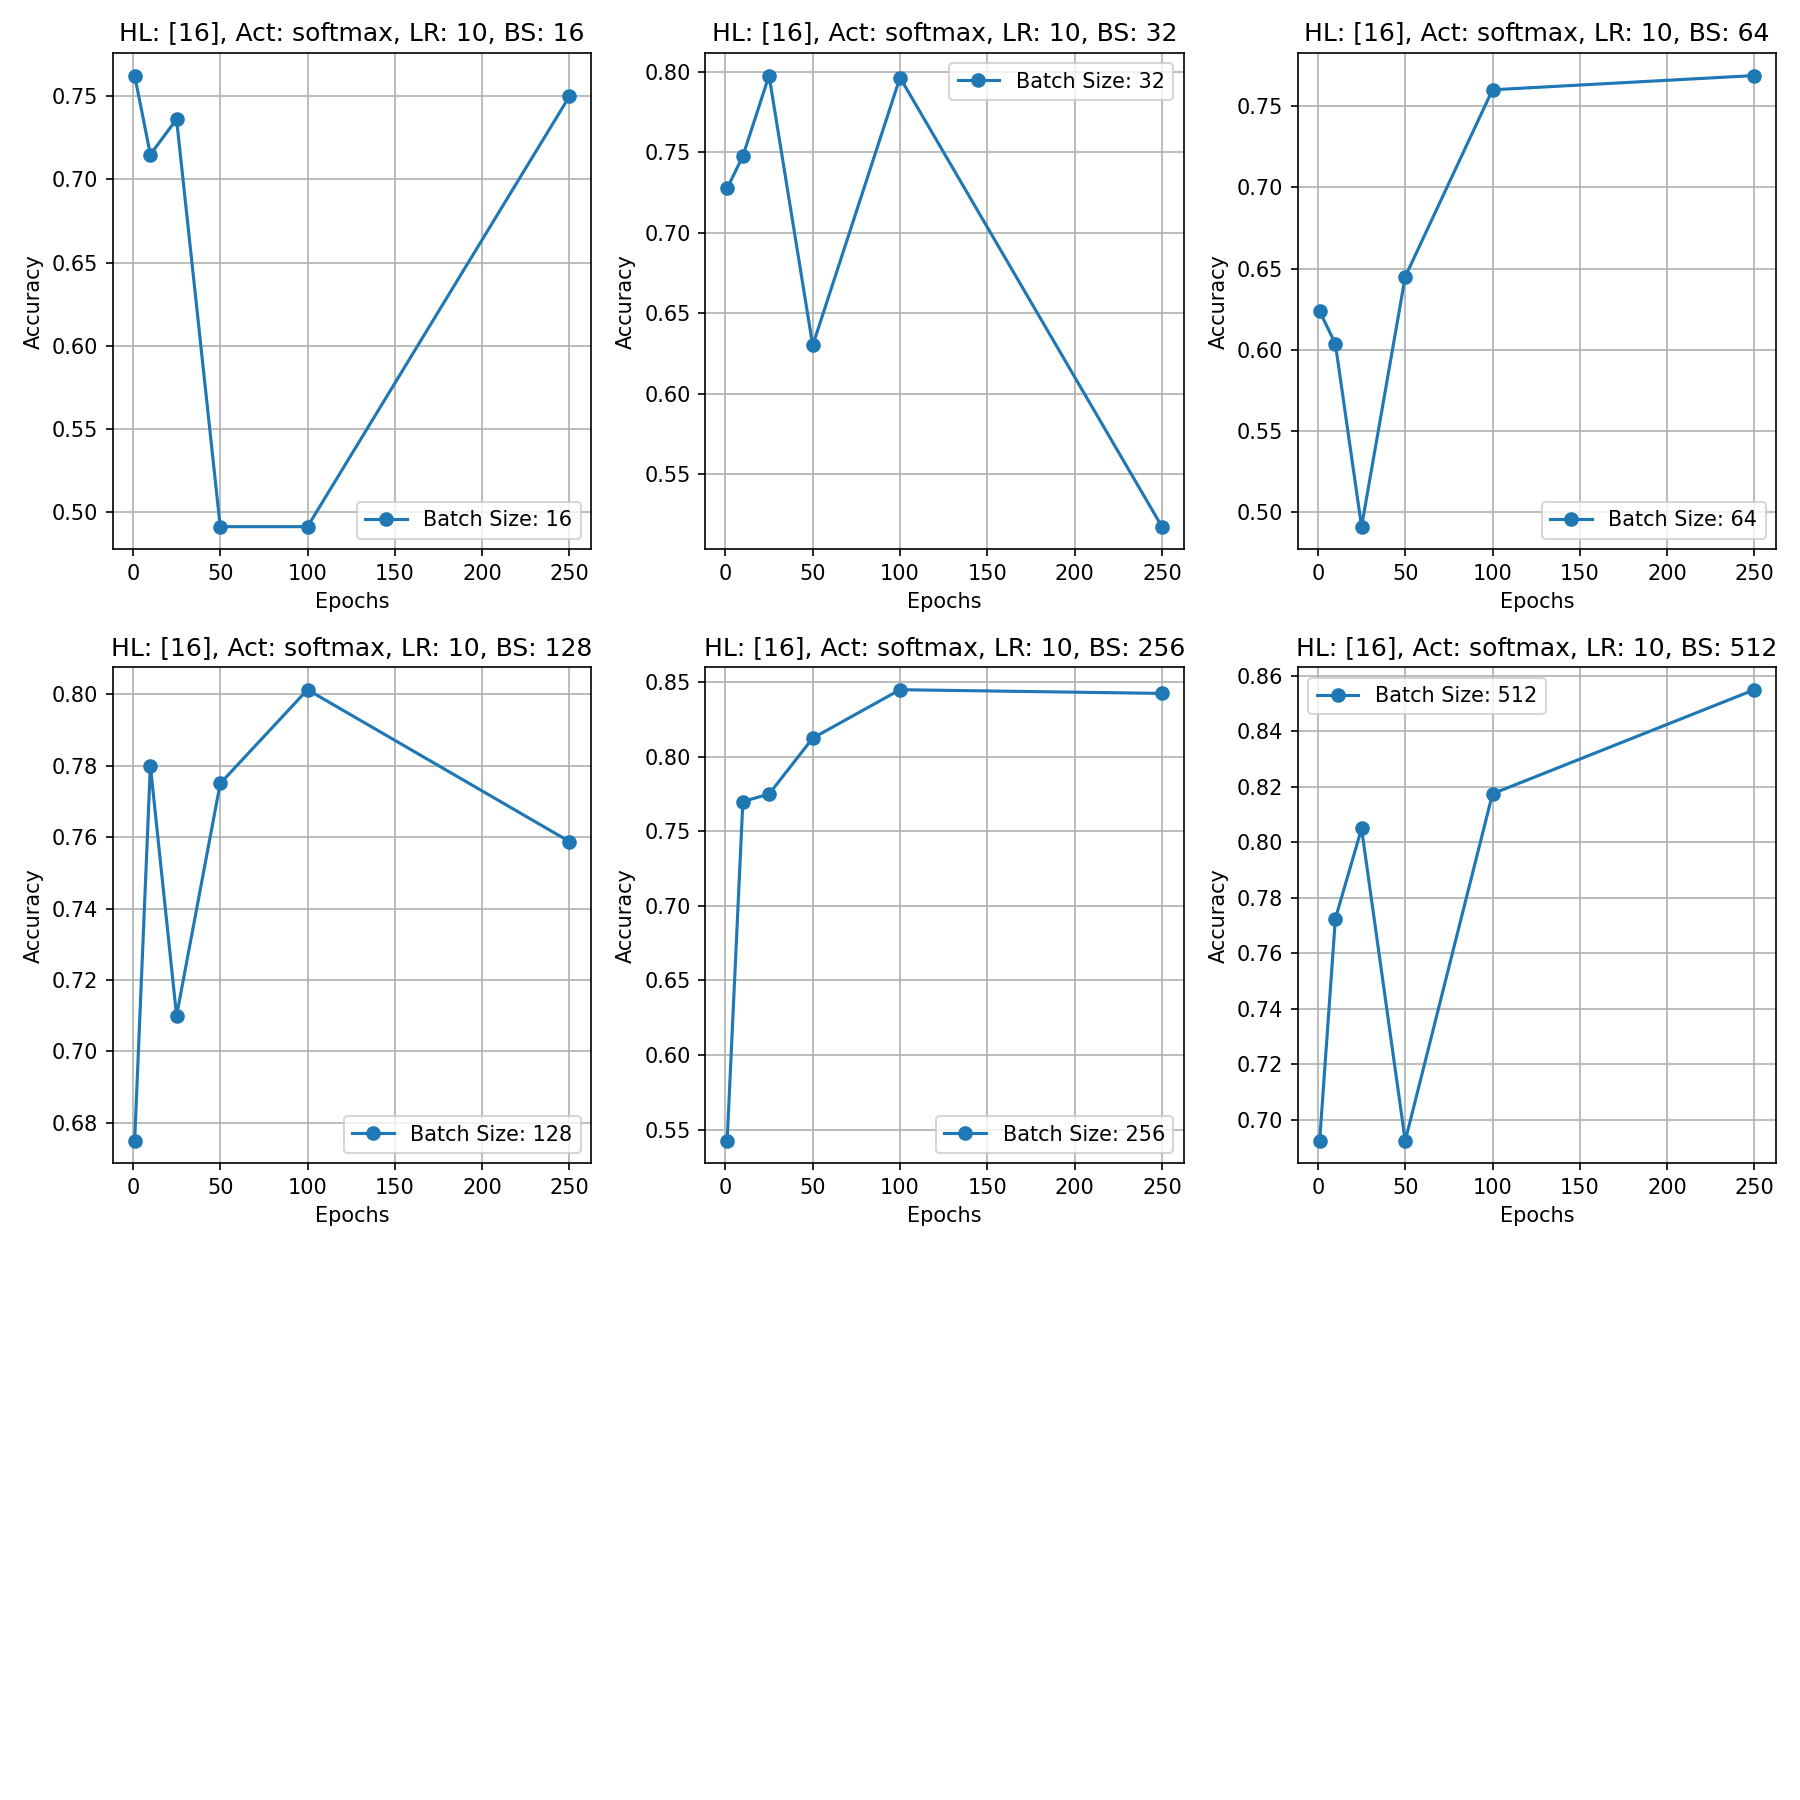 HL: [16], Act: softmax, LR: 10, BS: 16
0.75
0.70
0.65
0.60
0.55
0.50
Accuracy
Batch Size: 16
0 50 100 150 200 250
Epochs
HL: [16], Act: softmax, LR: 10, BS: 32
0.80
0.75
0.70
0.65
0.60
0.55
Accuracy
Batch Size: 32
0 50 100 150 200 250
Epochs
HL: [16], Act: softmax, LR: 10, BS: 64
0.75
0.70
0.65
0.60
0.55
0.50
Accuracy
Batch Size: 64
0 50 100 150 200 250
Epochs
HL: [16], Act: softmax, LR: 10, BS: 128
0.80
0.78
0.76
0.74
0.72
0.70
0.68
Accuracy
Batch Size: 128
0 50 100 150 200 250
Epochs
HL: [16], Act: softmax, LR: 10, BS: 256
0.85
0.80
0.75
0.70
0.65
0.60
0.55
Accuracy
Batch Size: 256
0 50 100 150 200 250
Epochs
HL: [16], Act: softmax, LR: 10, BS: 512
0.86
0.84
0.82
0.80
0.78
0.76
0.74
0.72
0.70
Accuracy
Batch Size: 512
0 50 100 150 200 250
Epochs